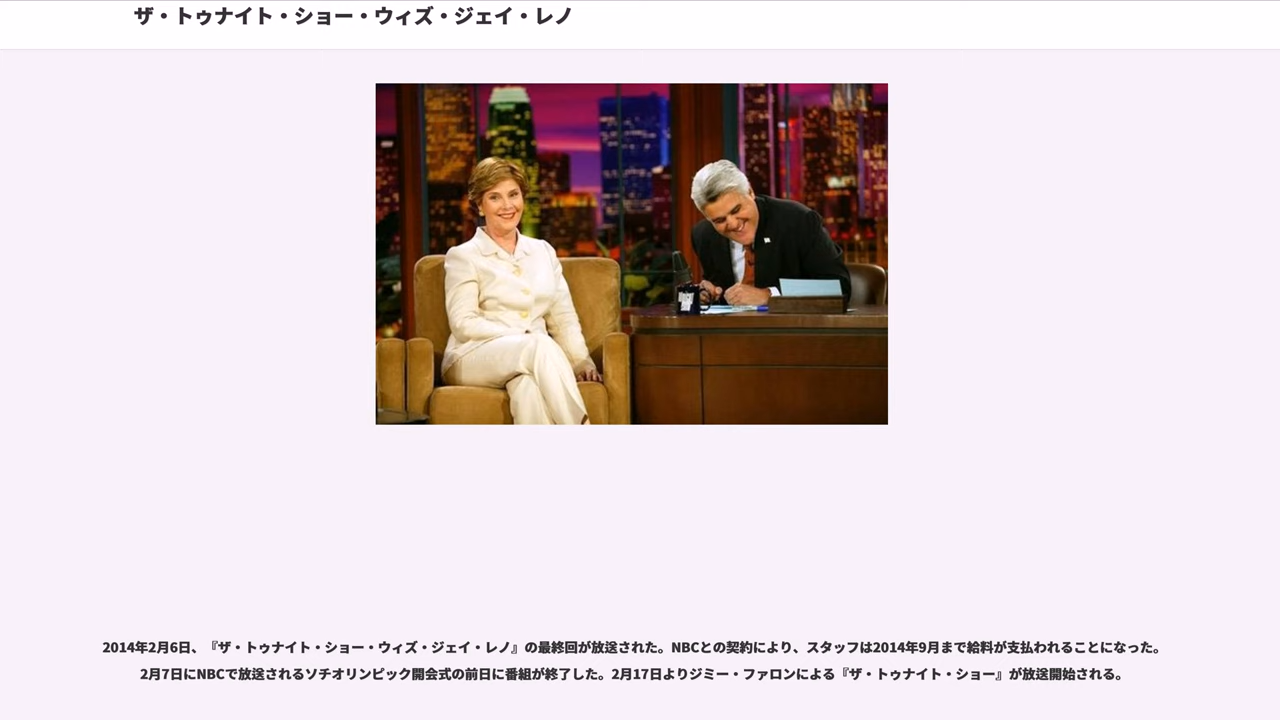 ザ・トゥナイト・ショー・ウィズ・ジェイ・レノ
2014年2月6日、『ザ・トゥナイト・ショー・ウィズ・ジェイ・レノ』の最終回が放送された。NBCとの契約により、スタッフは2014年9月まで給料が支払われることになった。
2月7日にNBCで放送されるソチオリンピック開会式の前日に番組が終了した。2月17日よりジミー・ファロンによる『ザ・トゥナイト・ショー』が放送開始される。